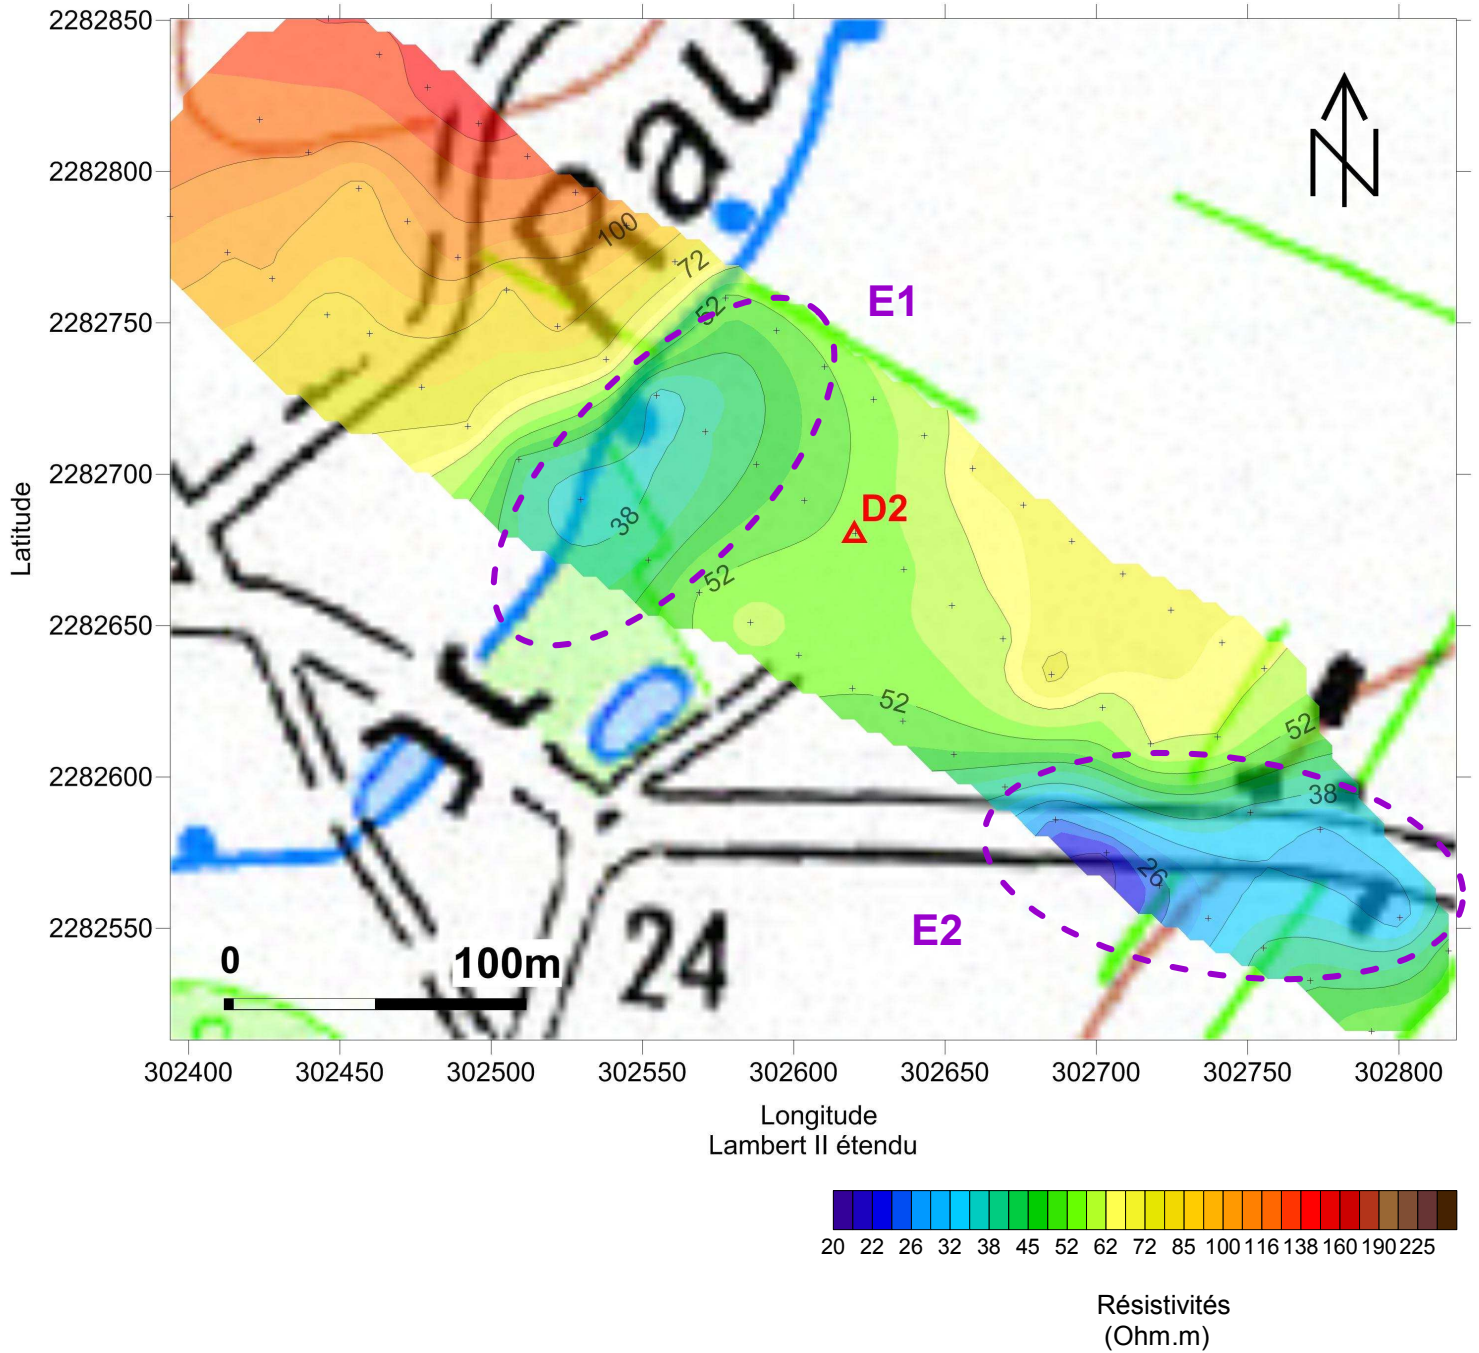 2282850
2282800
2282750
2282700
2282650
2282600
2282550
Latitude
au
R
N
100
72
52
E1
38
D2
52
52
52
38
26
E2
24
0 100m
302400 302450 302500 302550 302600 302650 302700 302750 302800
Longitude
Lambert II étendu
20 22 26 32 38 45 52 62 72 85 100 116 138 160 190 225
Résistivités
(Ohm.m)